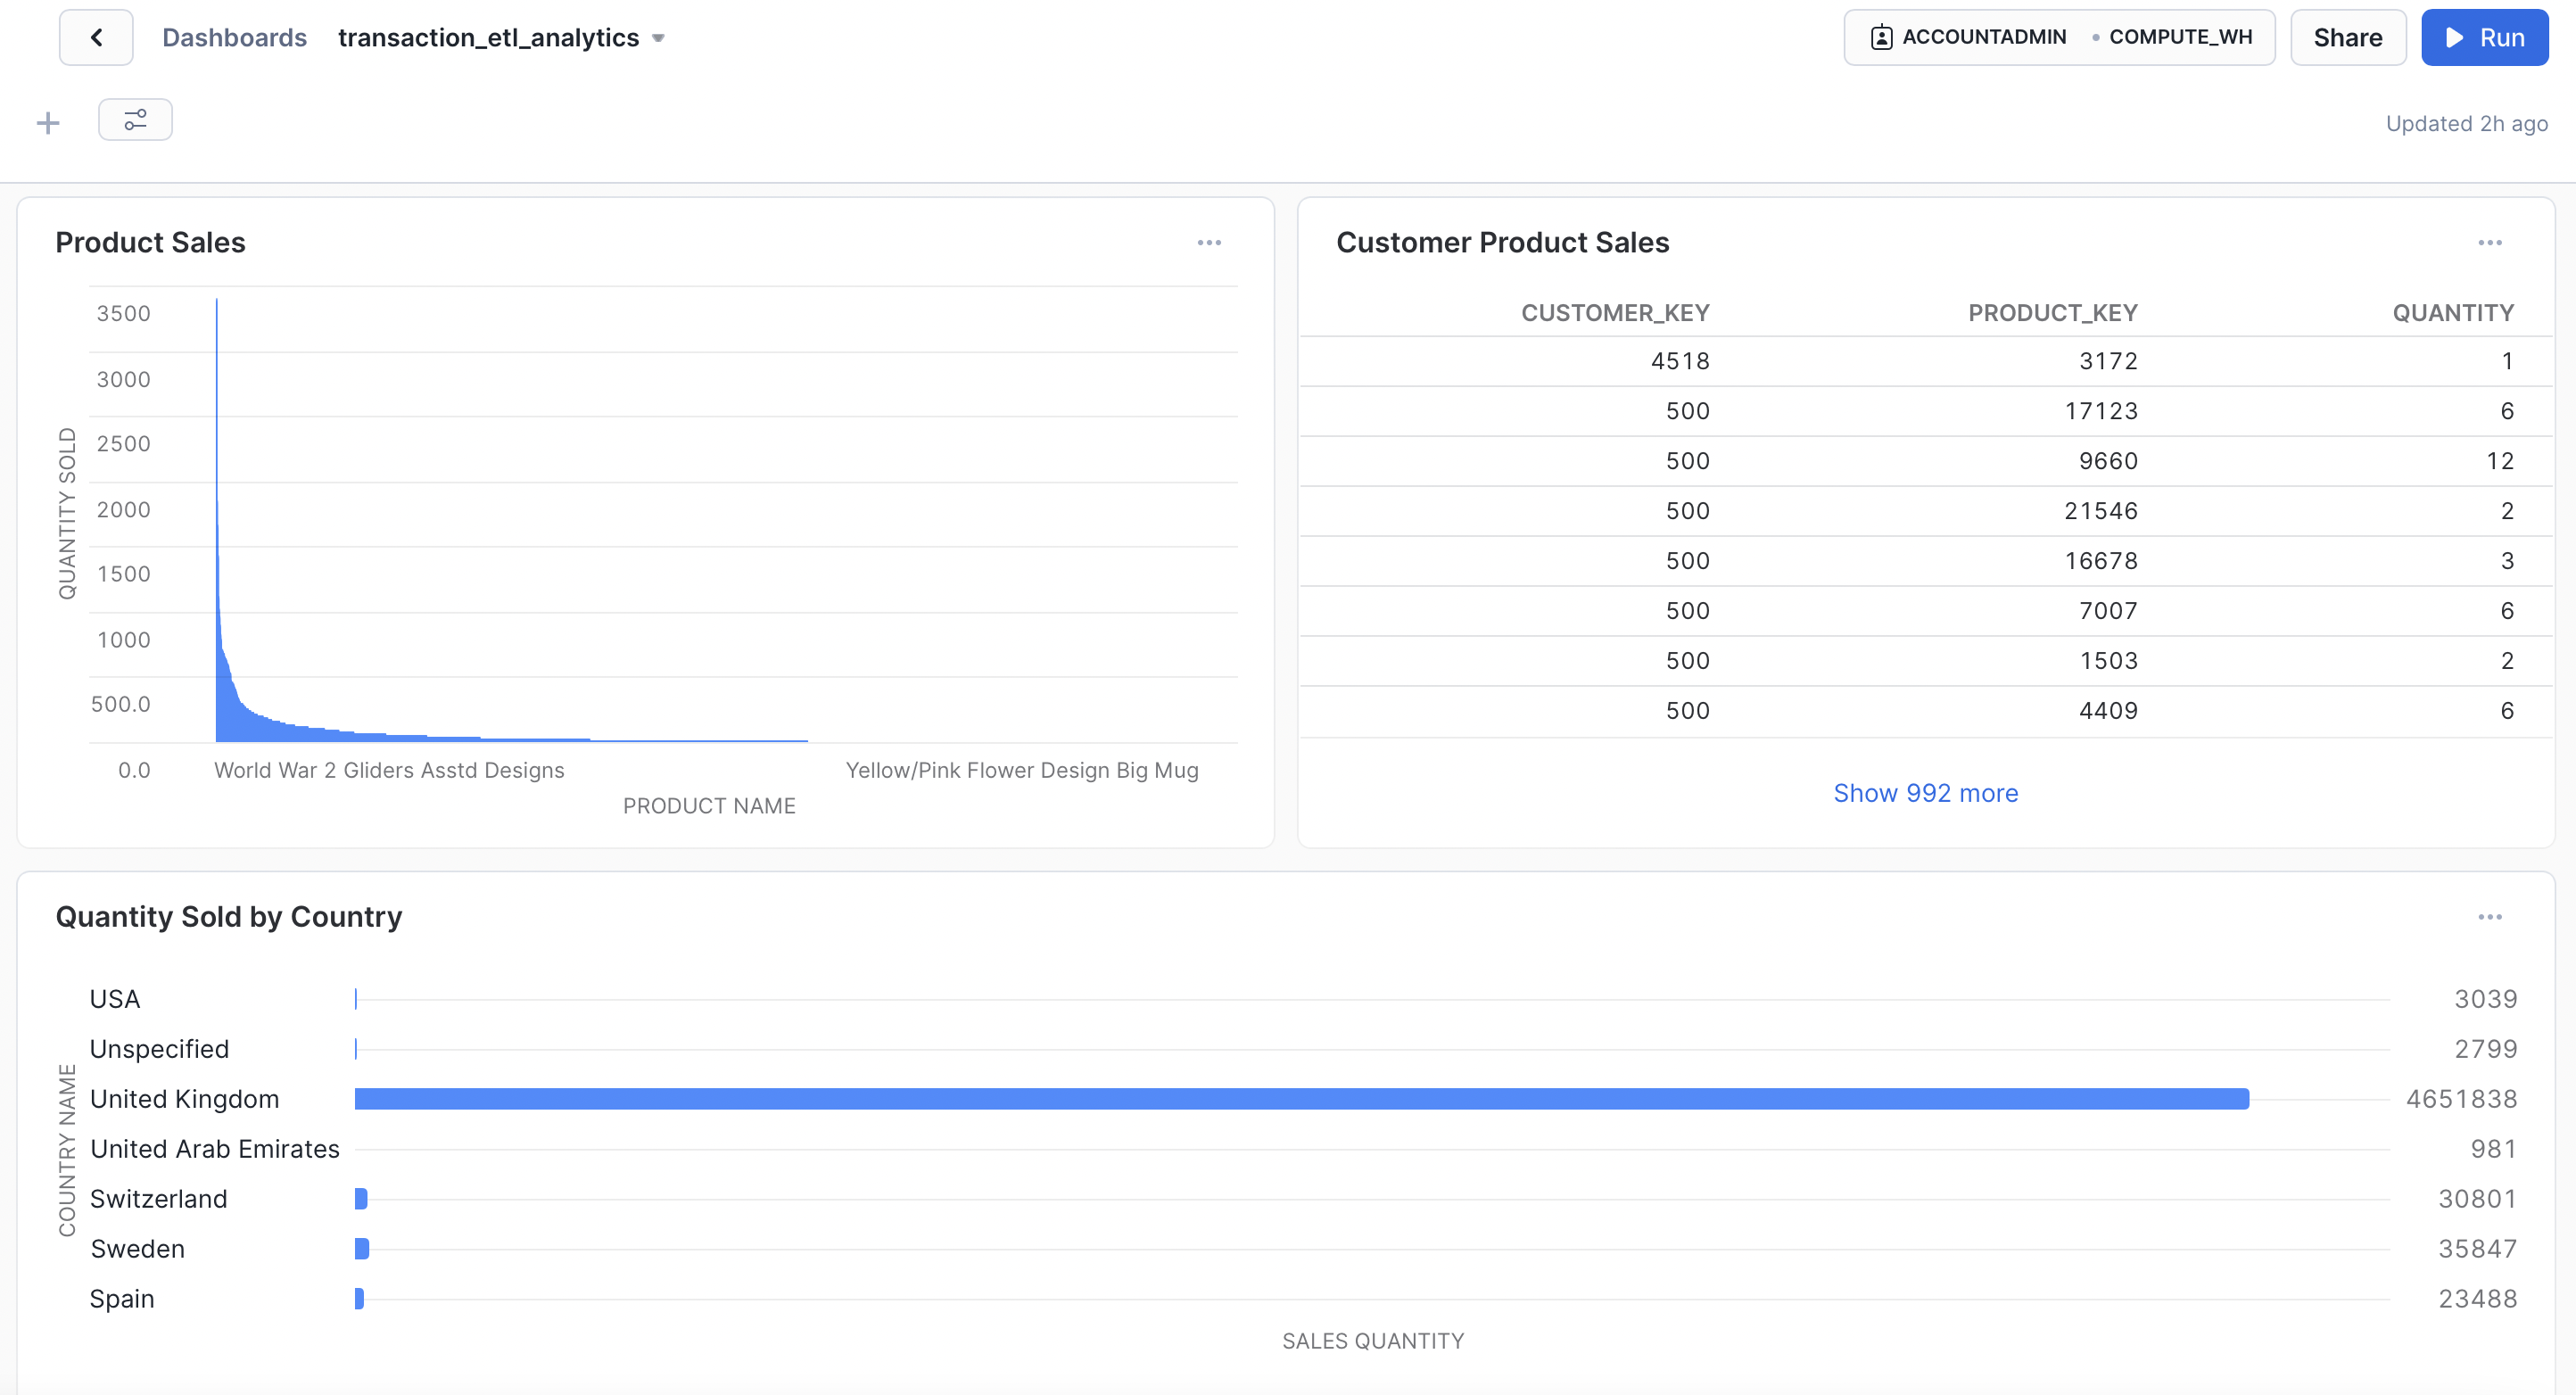 Dashboards transaction_etl_analytics
ACCOUNTADMIN • COMPUTE_WH
Share
Run
Updated 2h ago
Product Sales
QUANTITY SOLD
3500
3000
2500
2000
1500
1000
500.0
0.0
World War 2 Gliders Asstd Designs
Yellow/Pink Flower Design Big Mug
PRODUCT NAME
Customer Product Sales
CUSTOMER_KEY PRODUCT_KEY QUANTITY
4518 3172 1
500 17123 6
500 9660 12
500 21546 2
500 16678 3
500 7007 6
500 1503 2
500 4409 6
Show 992 more
Quantity Sold by Country
COUNTRY NAME
USA 3039
Unspecified 2799
United Kingdom 4651838
United Arab Emirates 981
Switzerland 30801
Sweden 35847
Spain 23488
SALES QUANTITY